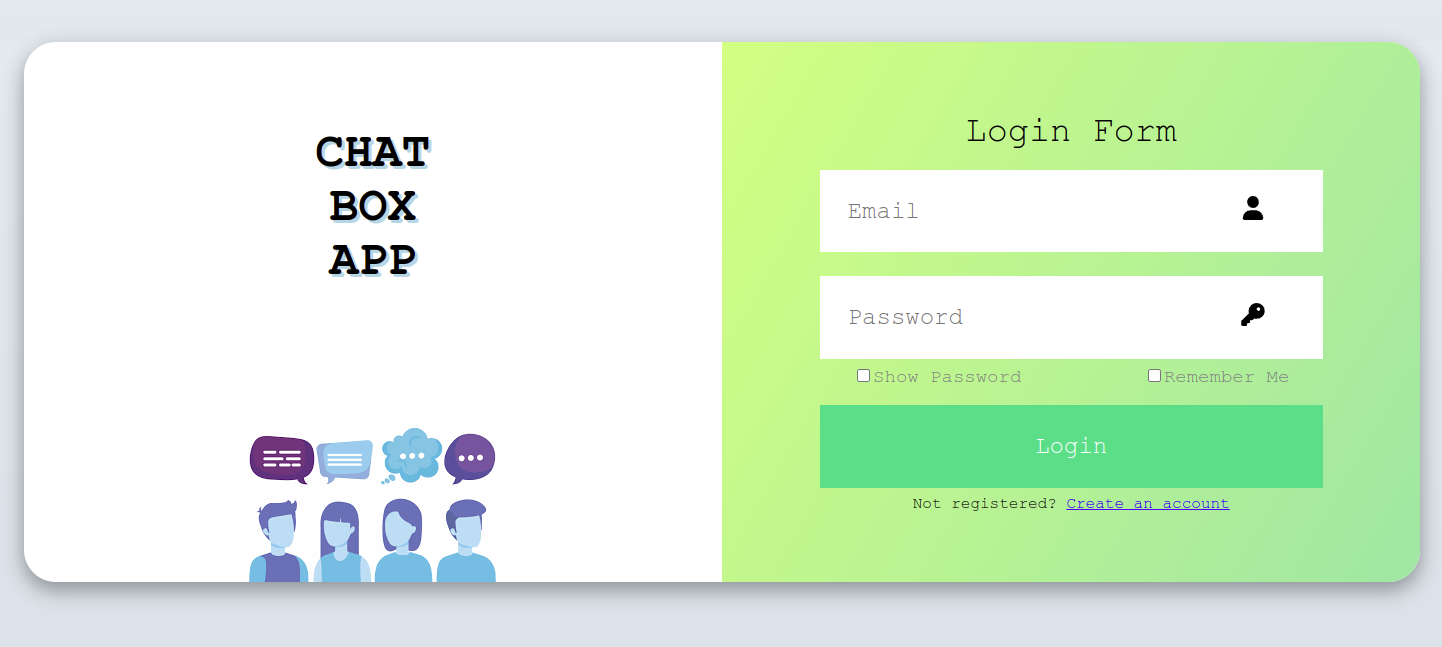 CHAT
BOX
APP
Login Form
Email
Password
Show Password
Remember Me
Login
Not registered? Create an account